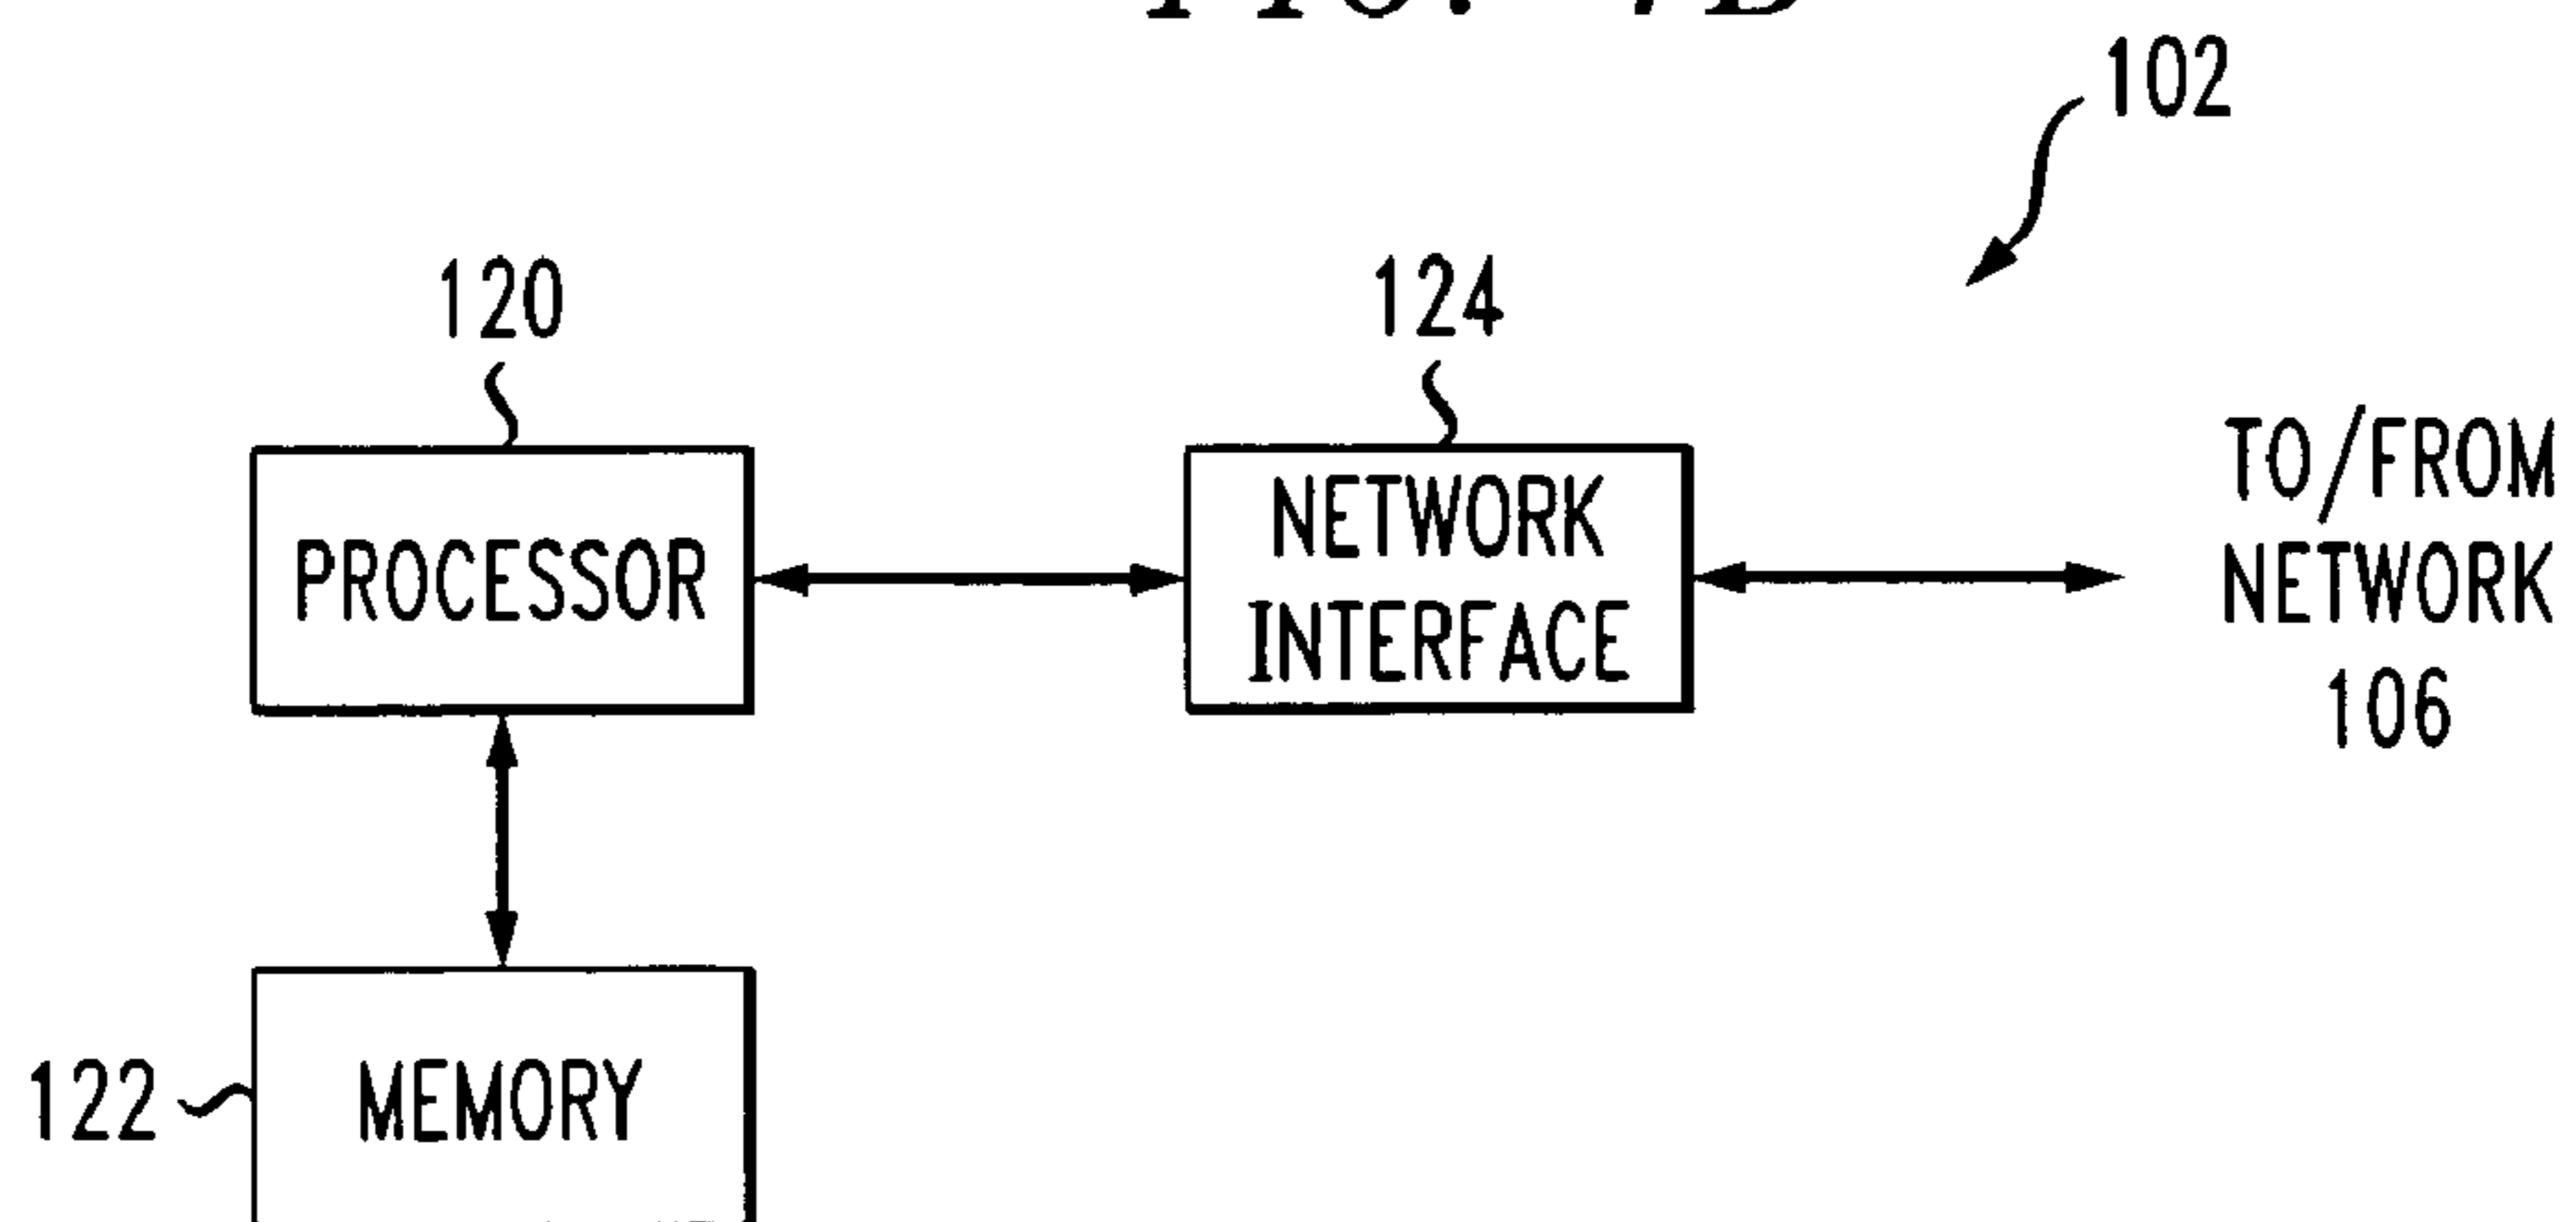 102
120
124
TO/FROM
NETWORK
106
PROCESSOR
NETWORK
INTERFACE
122
MEMORY